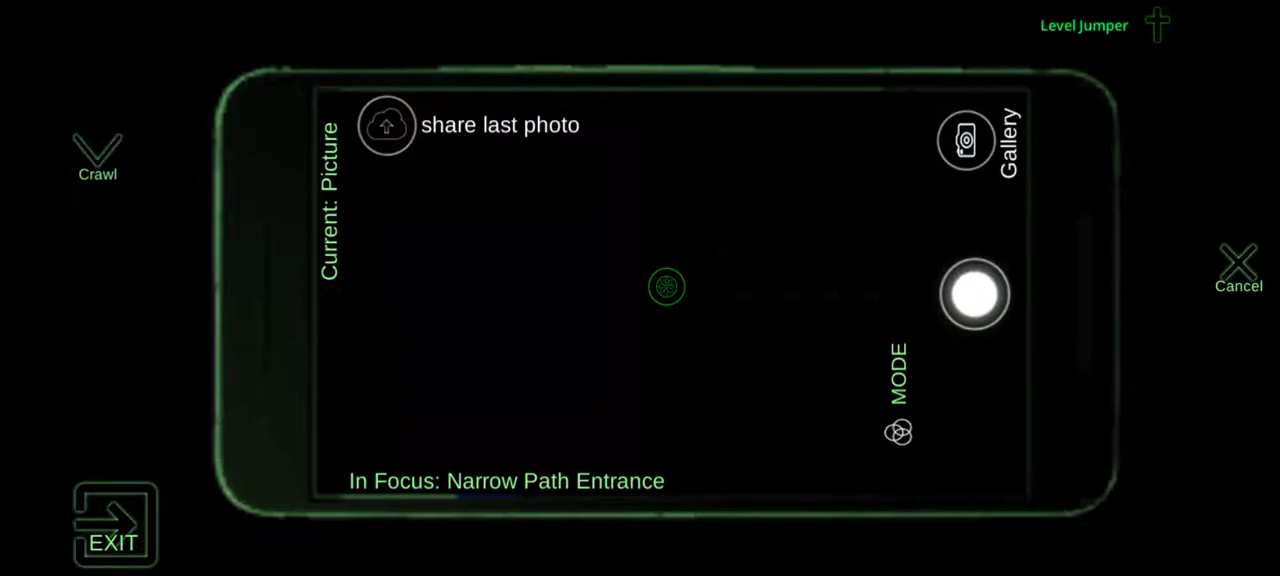 Level Jumper
share last photo
Current: Picture
Gallery
Crawl
Cancel
MODE
In Focus: Narrow Path Entrance
EXIT